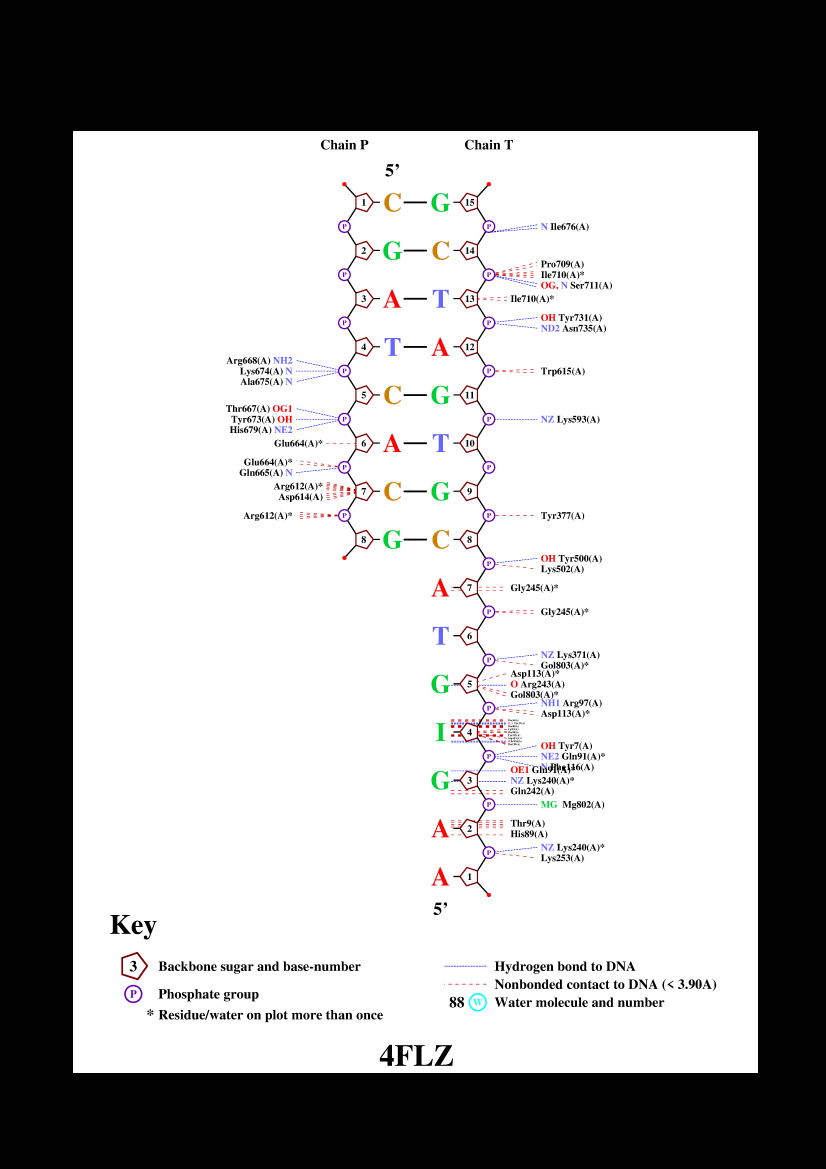 Chain P Chain T
5’
1 C G 15
P P N Ile676(A)
2 G C 14
Pro709(A)
P P Ile710(A)*
OG, N Ser711(A)
3 A T 13 Ile710(A)*
P P OH Tyr731(A)
ND2 Asn735(A)
4 T A 12
Arg668(A) NH2
Lys674(A) N P P Trp615(A)
Ala675(A) N
5 C G 11
Thr667(A) OG1
Tyr673(A) OH P P NZ Lys593(A)
His679(A) NE2
Glu664(A)* 6 A T 10
Glu664(A)* P P
Gln665(A) N
Arg612(A)* 7 C G 9
Asp614(A)
Arg612(A)* P P Tyr377(A)
8 G C 8
P OH Tyr500(A)
Lys502(A)
A 7 Gly245(A)*
P Gly245(A)*
T 6
P NZ Lys371(A)
Gol803(A)*
Asp113(A)*
G 5 O Arg243(A)
Gol803(A)*
P NH1 Arg97(A)
Asp113(A)*
I 4
OH Tyr7(A)
P NE2 Gln91(A)*
N Phe116(A)
OE1 Gln91(A)*
G 3 NZ Lys240(A)*
Gln242(A)
P MG Mg802(A)
A 2 Thr9(A)
His89(A)
P NZ Lys240(A)*
Lys253(A)
A 1
5’
Key
3 Backbone sugar and base-number
P Phosphate group
* Residue/water on plot more than once
Hydrogen bond to DNA
Nonbonded contact to DNA (< 3.90A)
88 W Water molecule and number
4FLZ